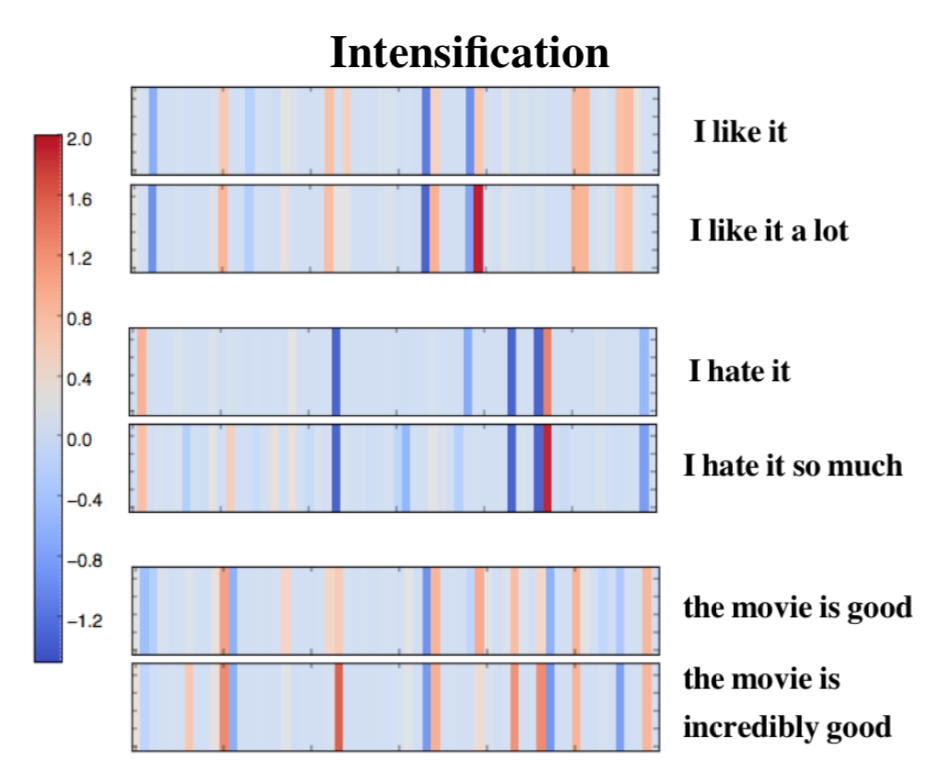 Intensification
I like it
2.0
1.6
I like it a lot
1.2
0.8
I hate it
0.4
0.0
I hate it so much
−0.4
−0.8
the movie is good
−1.2
the movie is
incredibly good